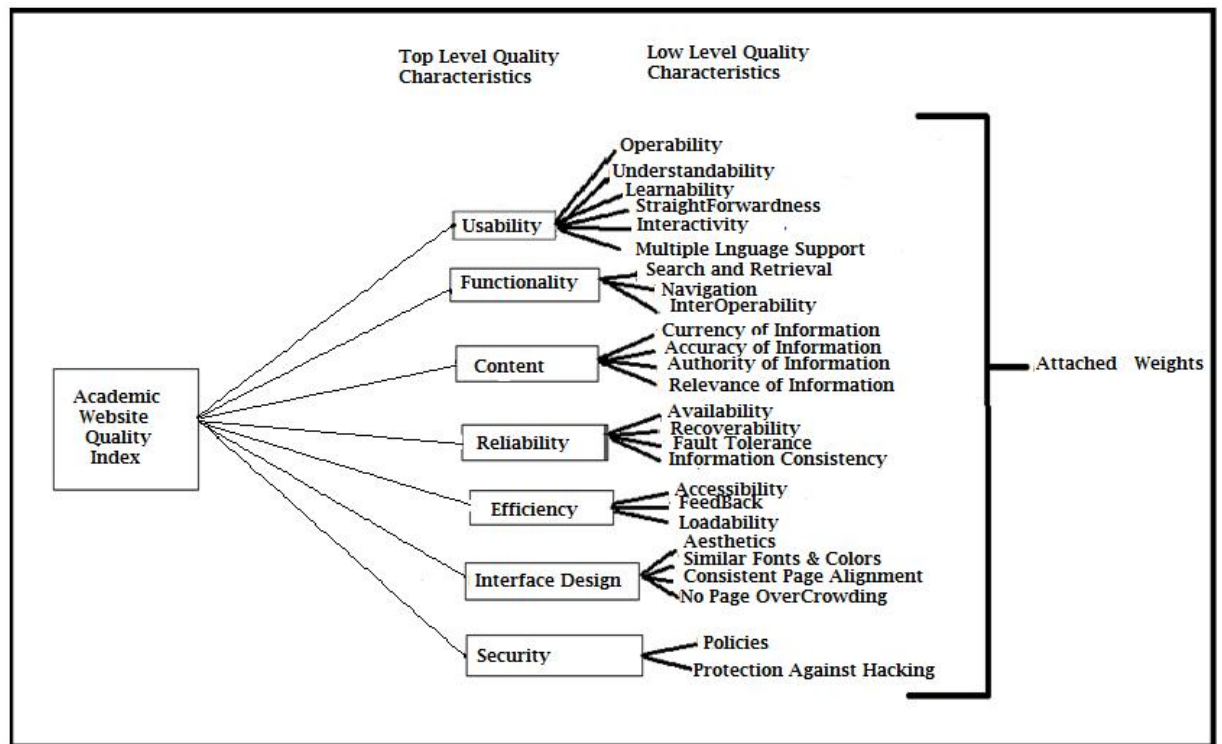 Top Level Quality
Characteristics
Low Level Quality
Characteristics
Operability
Understandability
Learnability
StraightForwardness
Usability
Interactivity
Multiple Lnguage Support
Search and Retrieval
Functionality
Navigation
InterOperability
Currency of Information
Accuracy of Information
Content
Authority of Information
Relevance of Information
Attached Weights
Academic
Website
Quality
Index
Availability
Recoverability
Reliability
Fault Tolerance
Information Consistency
Accessibility
Efficiency
FeedBack
Loadability
Aesthetics
Similar Fonts & Colors
Interface Design
Consistent Page Alignment
No Page OverCrowding
Policies
Security
Protection Against Hacking